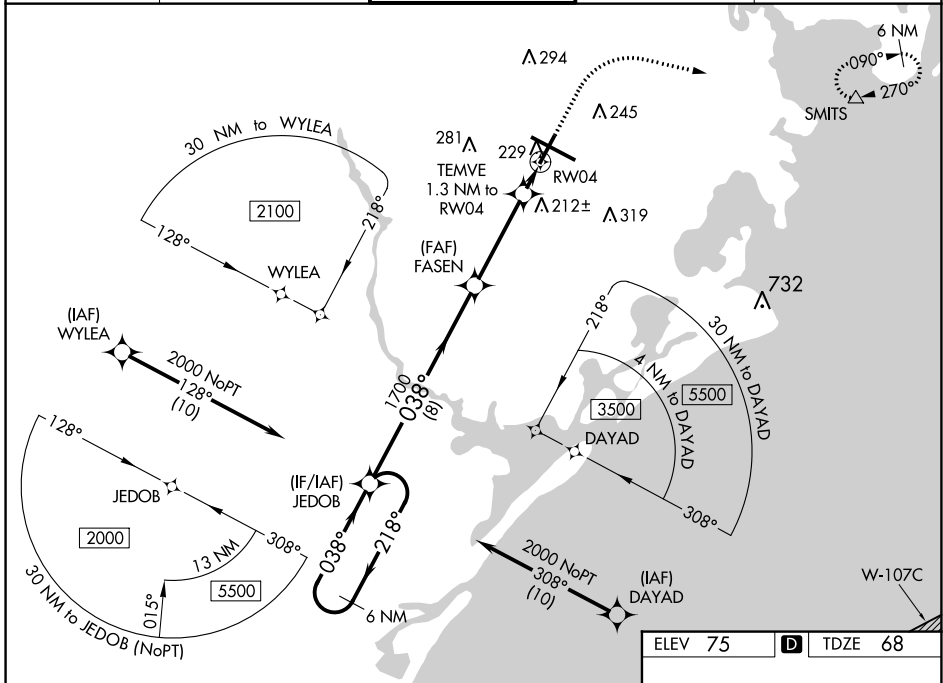 294
6 NM
090°
270°
SMITS
245
281
229
TEMVE
1.3 NM to
RW04
RW04
212±
319
30 NM to WYLEA
2100
218°
128°
WYLEA
(FAF)
FASEN
732
(IAF)
WYLEA
2000 NoPT
128°
(10)
218°
30 NM to DAYAD
4 NM to DAYAD
5500
3500
DAYAD
308°
1700
038°
(8)
128°
JEDOB
(IF/IAF)
JEDOB
2000
308°
13 NM
5500
015°
30 NM to JEDOB (NoPT)
038°
218°
6 NM
2000 NoPT
308°
(10)
(IAF)
DAYAD
W-107C
ELEV 75 D TDZE 68